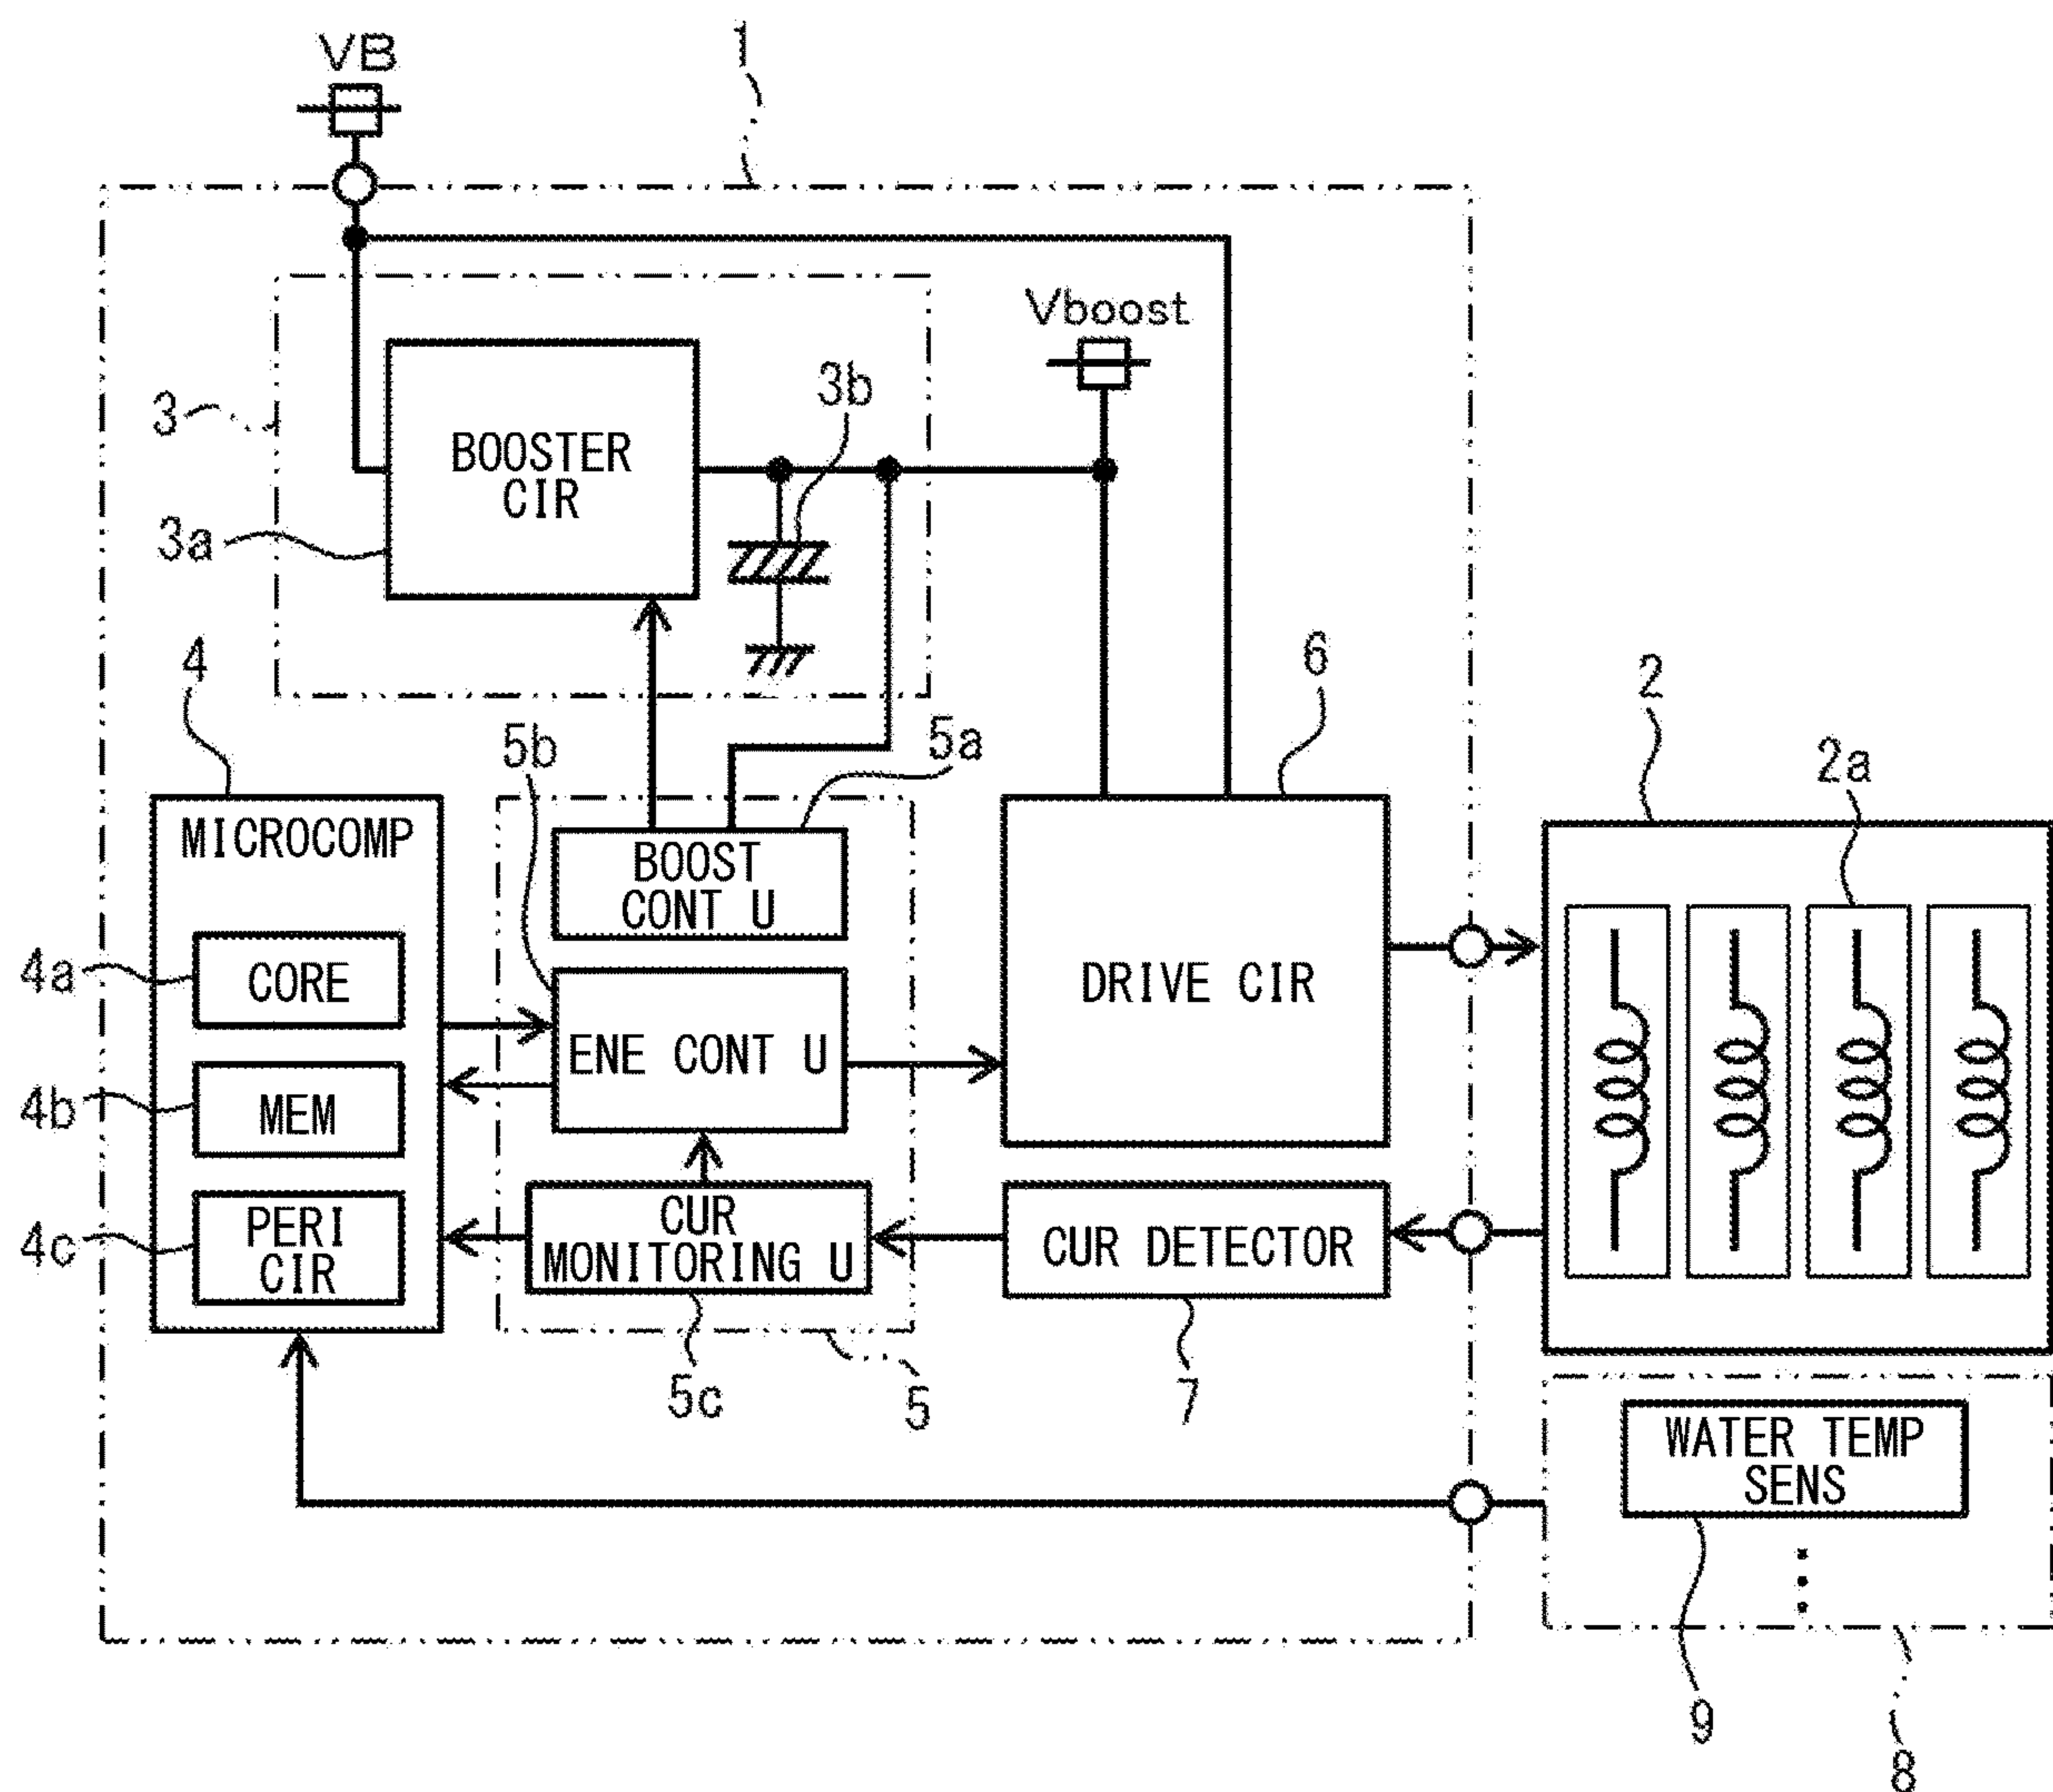 VB
1
Vboost
3
3b
BOOSTER
CIR
3a
4
6
2
5b
5a
2a
MICROCOMP
BOOST
CONT U
4a
CORE
DRIVE CIR
ENE CONT U
4b
MEM
4c
PERI
CIR
CUR
MONITORING U
CUR DETECTOR
5c
5
7
WATER TEMP
SENS
9
8